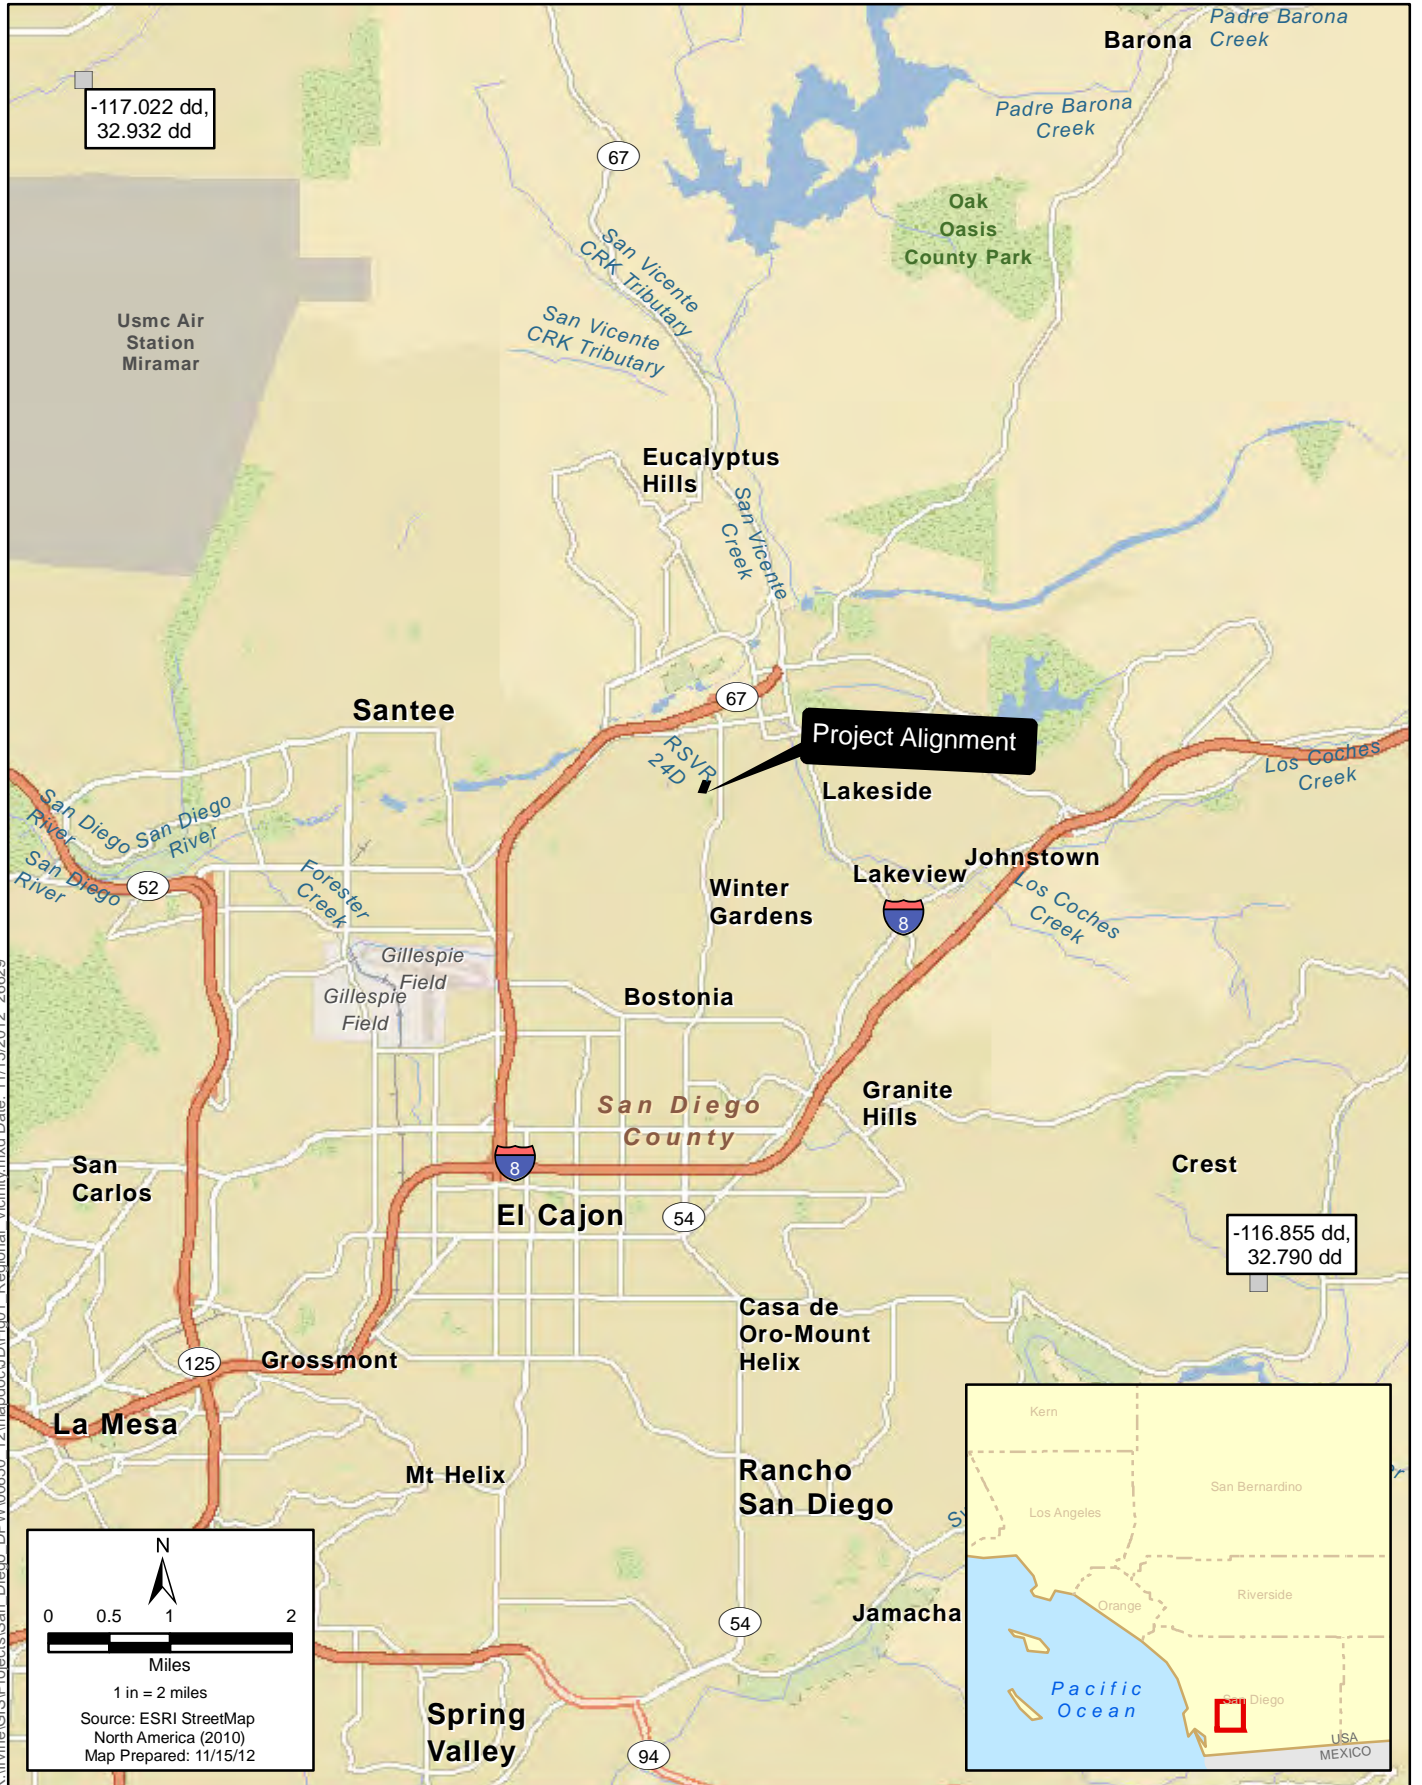 Padre Barona
Creek
Barona
-117.022 dd,
32.932 dd
Padre Barona
Creek
67
Oak
Oasis
County Park
San Vicente
CRK Tributary
San Vicente
CRK Tributary
Usmc Air
Station
Miramar
Eucalyptus
Hills
San Vicente
Creek
Santee
67
RSVR
24D
Project Alignment
Los Coches
Creek
Lakeside
San Diego
River
San Diego
River
San Diego
River
52
Forester
Creek
Johnstown
Lakeview
8
Los Coches
Creek
Winter
Gardens
Gillespie
Field
Gillespie
Field
Bostonia
Granite
Hills
San Diego
County
San
Carlos
8
Crest
El Cajon
54
-116.855 dd,
32.790 dd
Casa de
Oro-Mount
Helix
125
Grossmont
La Mesa
Mt Helix
Rancho
San Diego
Jamacha
54
Spring
Valley
94
N
0 0.5 1 2
Miles
1 in = 2 miles
Source: ESRI StreetMap
North America (2010)
Map Prepared: 11/15/12
Kern
San Bernardino
Los Angeles
Riverside
Orange
Pacific
Ocean
San Diego
USA
MEXICO